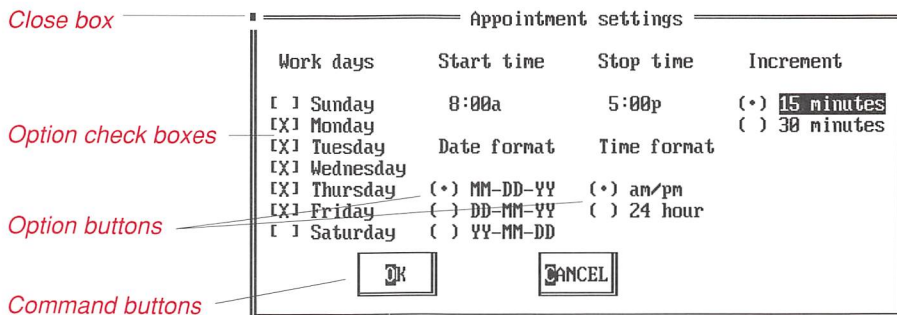 Close box
Appointment settings
Work days Start time Stop time Increment
[ ] Sunday 8:00a 5:00p (•) 15 minutes
[X] Monday ( ) 30 minutes
Option check boxes
[X] Tuesday Date format Time format
[X] Wednesday
[X] Thursday (•) MM-DD-YY (•) am/pm
Option buttons
[X] Friday ( ) DD-MM-YY ( ) 24 hour
[ ] Saturday ( ) YY-MM-DD
OK CANCEL
Command buttons